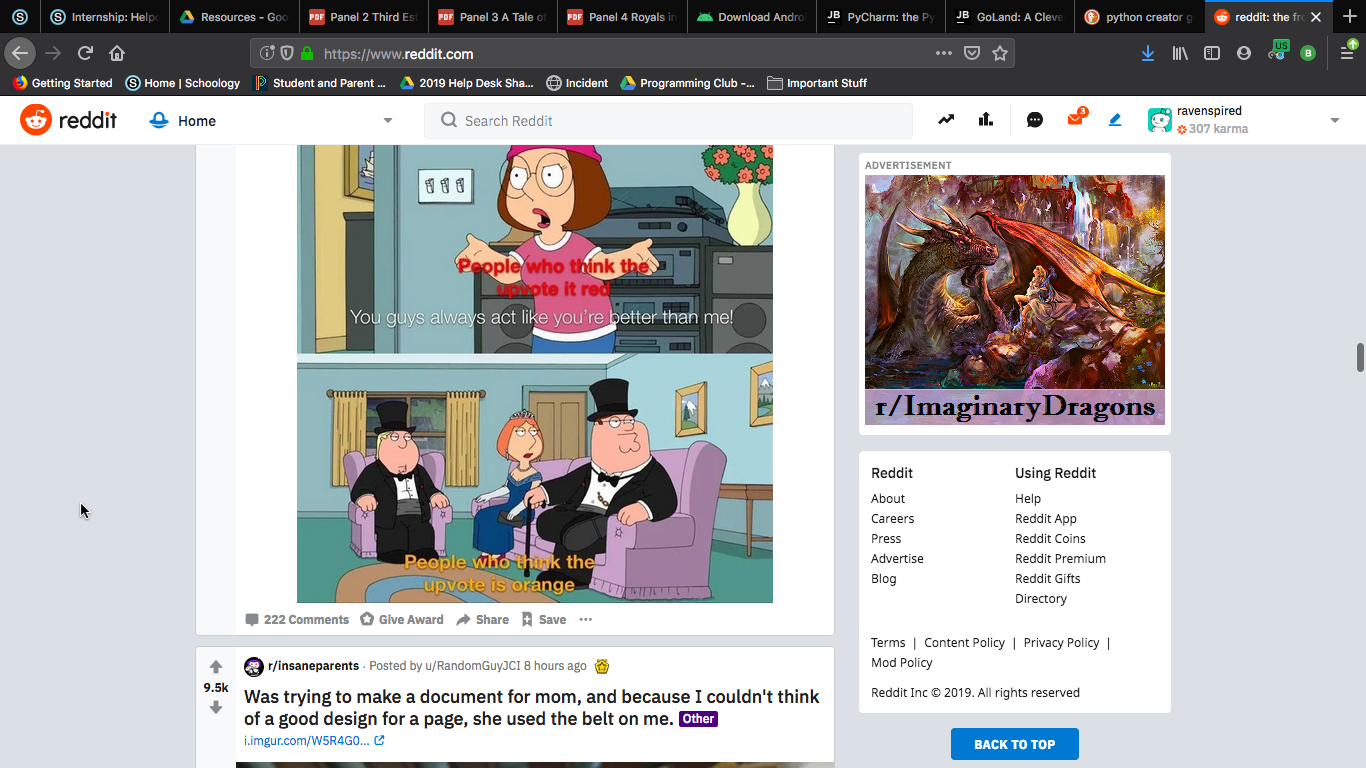 Internship: Help
Resources - Goo
PDF Panel 2 Third Est
PDF Panel 3 A Tale of
PDF Panel 4 Royals in
Download Andro
JB PyCharm: the Py
JB GoLand: A Cleve
python creator g
reddit: the fro
https://www.reddit.com
US
B
Getting Started
Home | Schoology
Student and Parent ...
2019 Help Desk Sha...
Incident
Programming Club -...
Important Stuff
reddit
Home
Search Reddit
3
ravenspired
307 karma
People who think the
upvote it red
You guys always act like you're better than me!
People who think the
upvote is orange
222 Comments
Give Award
Share
Save
r/insaneparents · Posted by u/RandomGuyJCI 8 hours ago
9.5k
Was trying to make a document for mom, and because I couldn't think
of a good design for a page, she used the belt on me. Other
i.imgur.com/W5R4G0...
ADVERTISEMENT
r/ImaginaryDragons
Reddit
About
Careers
Press
Advertise
Blog
Using Reddit
Help
Reddit App
Reddit Coins
Reddit Premium
Reddit Gifts
Directory
Terms | Content Policy | Privacy Policy |
Mod Policy
Reddit Inc © 2019. All rights reserved
BACK TO TOP